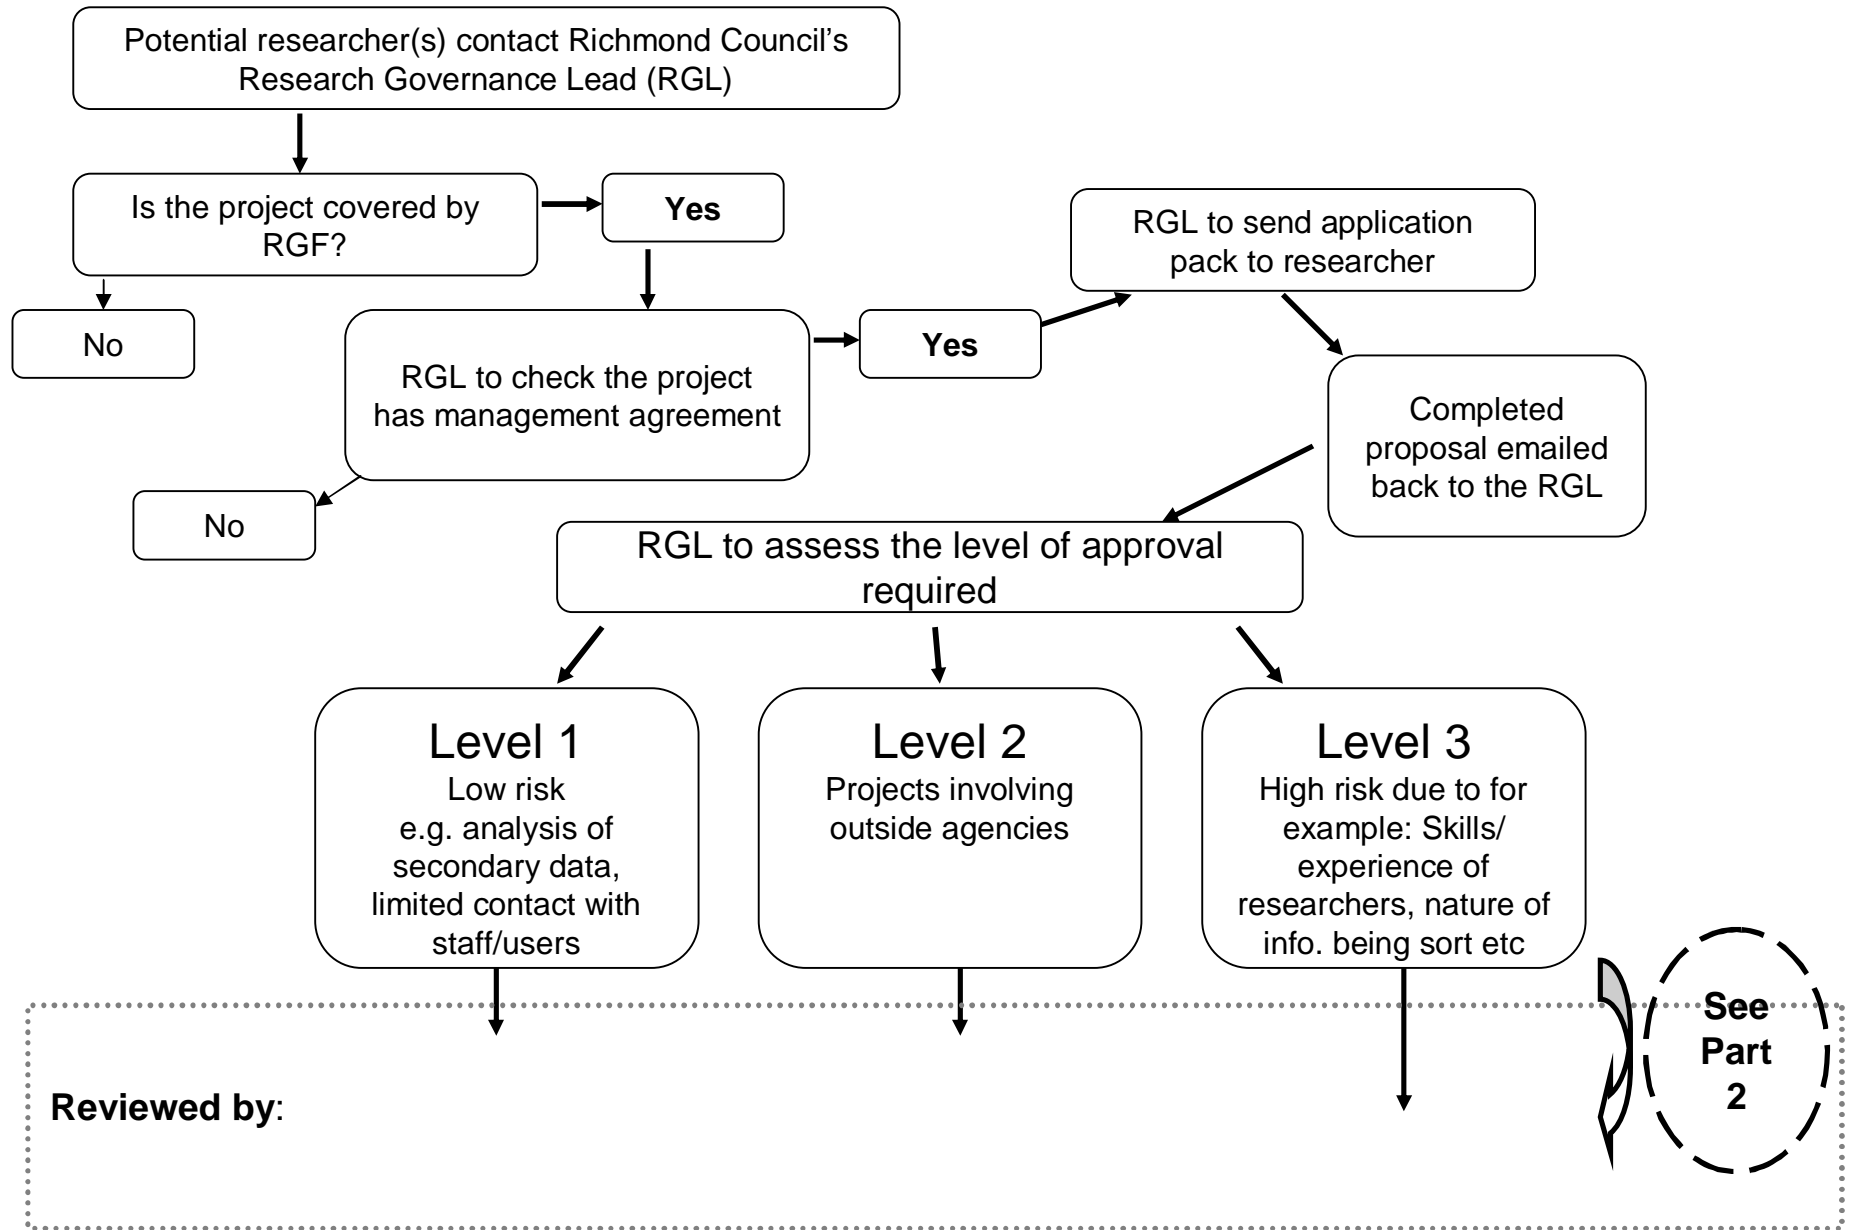 Potential researcher(s) contact Richmond Council’s
Research Governance Lead (RGL)
Is the project covered by
RGF?
Yes
RGL to send application
pack to researcher
No
RGL to check the project
has management agreement
Yes
Completed
proposal emailed
back to the RGL
No
RGL to assess the level of approval
required
Level 1
Low risk
e.g. analysis of
secondary data,
limited contact with
staff/users
Level 2
Projects involving
outside agencies
Level 3
High risk due to for
example: Skills/
experience of
researchers, nature of
info. being sort etc
See
Part
2
Reviewed by: